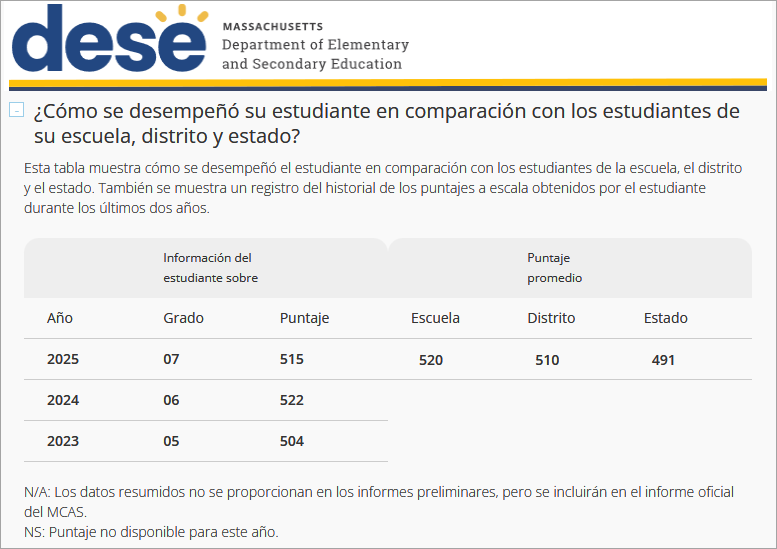 dese
MASSACHUSETTS
Department of Elementary
and Secondary Education
¿Cómo se desempeñó su estudiante en comparación con los estudiantes de
su escuela, distrito y estado?
Esta tabla muestra cómo se desempeñó el estudiante en comparación con los estudiantes de la escuela, el distrito
y el estado. También se muestra un registro del historial de los puntajes a escala obtenidos por el estudiante
durante los últimos dos años.
Información del
estudiante sobre
Puntaje
promedio
Año Grado Puntaje Escuela Distrito Estado
2025 07 515 520 510 491
2024 06 522
2023 05 504
N/A: Los datos resumidos no se proporcionan en los informes preliminares, pero se incluirán en el informe oficial
del MCAS.
NS: Puntaje no disponible para este año.